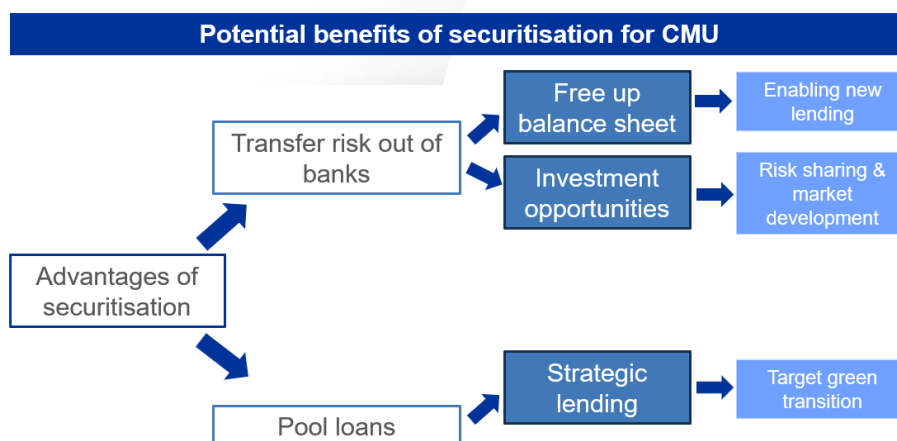 Potential benefits of securitisation for CMU
Free up
balance sheet
Enabling new
lending
Transfer risk out of
banks
Investment
opportunities
Risk sharing &
market
development
Advantages of
securitisation
Strategic
lending
Target green
transition
Pool loans